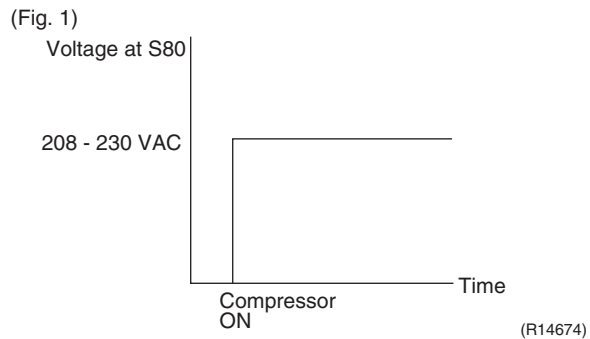 (Fig. 1)
Voltage at S80
208 - 230 VAC
Time
Compressor
ON
(R14674)